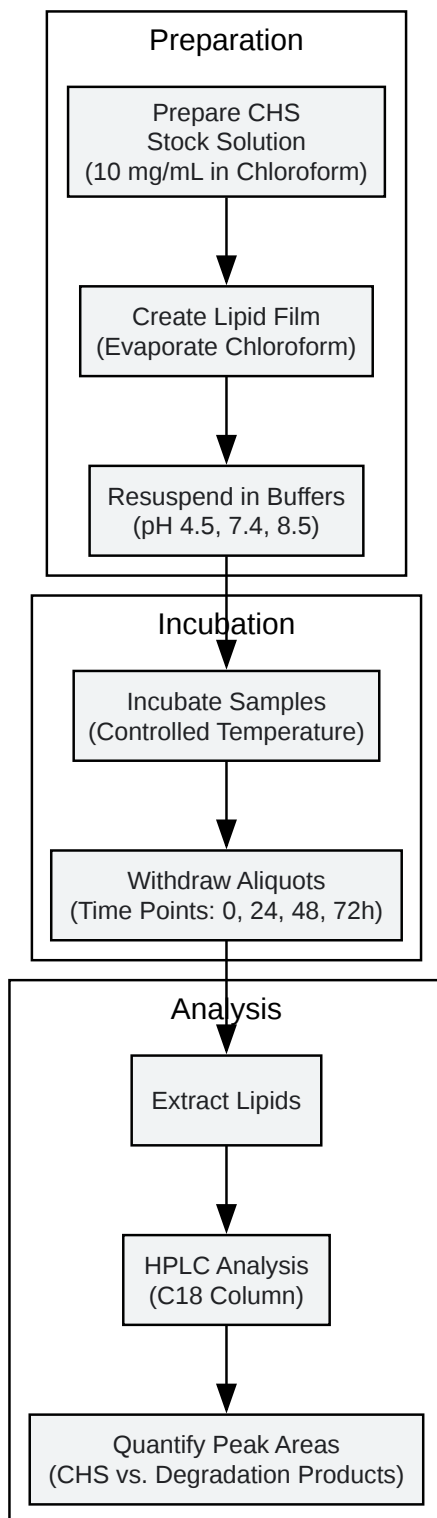 Preparation
Prepare CHS
Stock Solution
(10 mg/mL in Chloroform)
Create Lipid Film
(Evaporate Chloroform)
Resuspend in Buffers
(pH 4.5, 7.4, 8.5)
Incubation
Incubate Samples
(Controlled Temperature)
Withdraw Aliquots
(Time Points: 0, 24, 48, 72h)
Analysis
Extract Lipids
HPLC Analysis
(C18 Column)
Quantify Peak Areas
(CHS vs. Degradation Products)